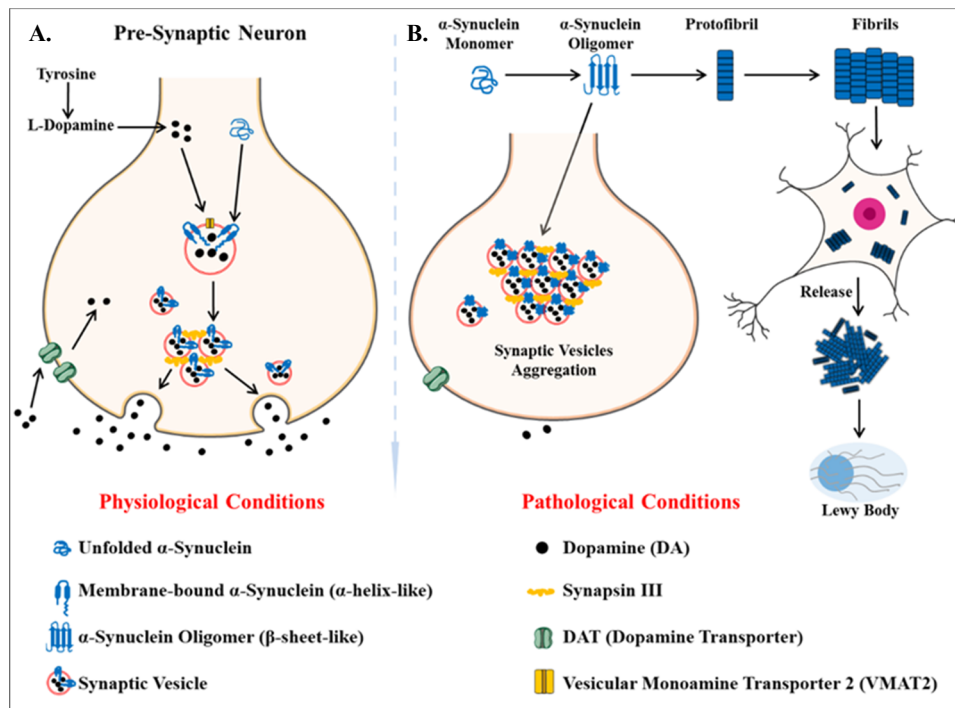 A.
Pre-Synaptic Neuron
Tyrosine
L-Dopamine
B.
α-Synuclein
Monomer
α-Synuclein
Oligomer
Protofibril
Fibrils
Release
Synaptic Vesicles
Aggregation
Lewy Body
Physiological Conditions
Pathological Conditions
Unfolded α-Synuclein
Membrane-bound α-Synuclein (α-helix-like)
α-Synuclein Oligomer (β-sheet-like)
Synaptic Vesicle
Dopamine (DA)
Synapsin III
DAT (Dopamine Transporter)
Vesicular Monoamine Transporter 2 (VMAT2)